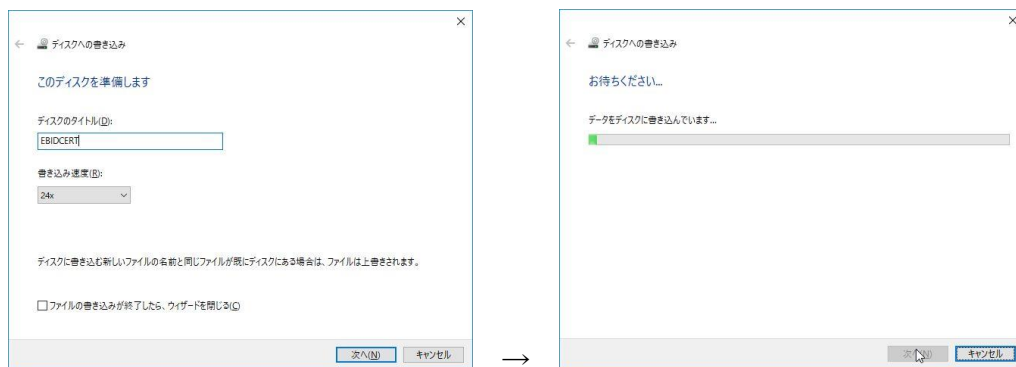 ディスクへの書き込み
このディスクを準備します
ディスクのタイトル(D):
EBIDCERT
書き込み速度(R):
24x
ディスクに書き込む新しいファイルの名前と同じファイルが既にディスクにある場合は、ファイルは上書きされます。
ファイルの書き込みが終了したら、ウィザードを閉じる(C)
次へ(N) キャンセル
→
ディスクへの書き込み
お待ちください...
データをディスクに書き込んでいます...
次へ(N) キャンセル